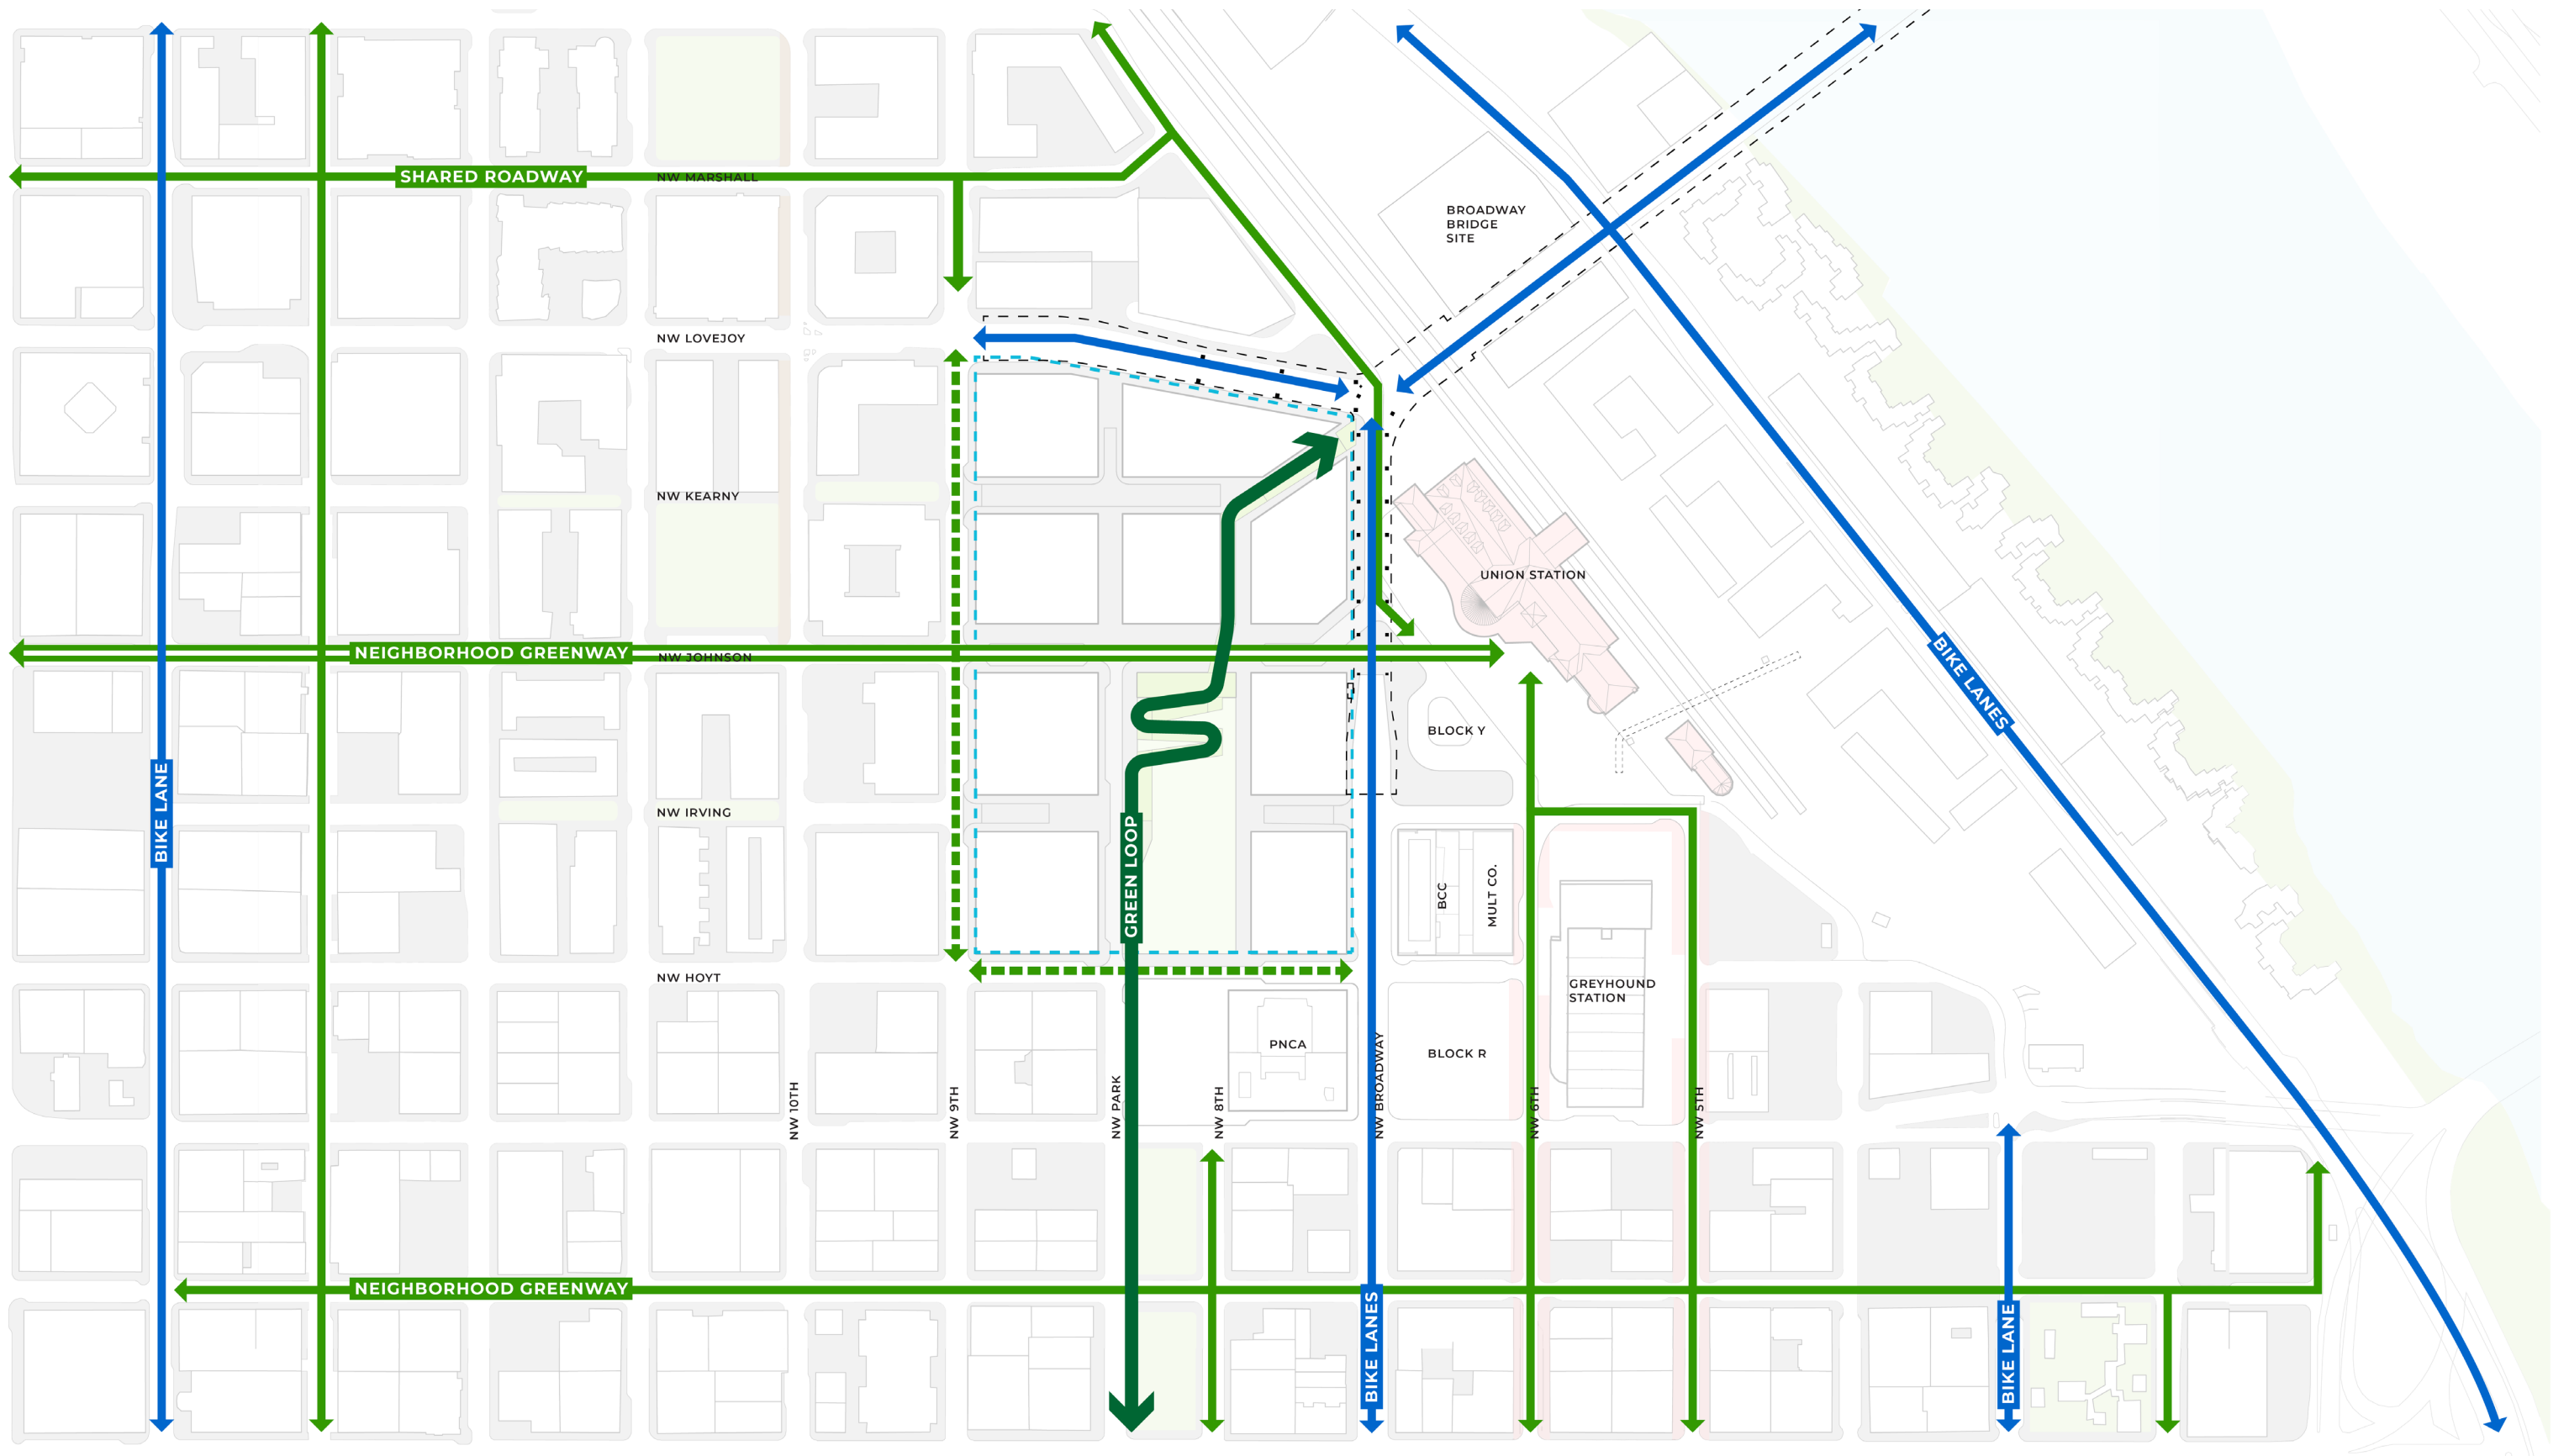 SHARED ROADWAY
NW MARSHALL
BROADWAY
BRIDGE
SITE
NW LOVEJOY
NW KEARNY
UNION STATION
NEIGHBORHOOD GREENWAY
NW JOHNSON
BIKE LANES
BLOCK Y
BIKE LANE
NW IRVING
GREEN LOOP
BCC
MULT CO.
NW HOYT
GREYHOUND
STATION
PNCA
BLOCK R
NW 10TH
NW 9TH
NW PARK
NW 8TH
NW BROADWAY
NW 6TH
NW 5TH
NEIGHBORHOOD GREENWAY
BIKE LANES
BIKE LANE